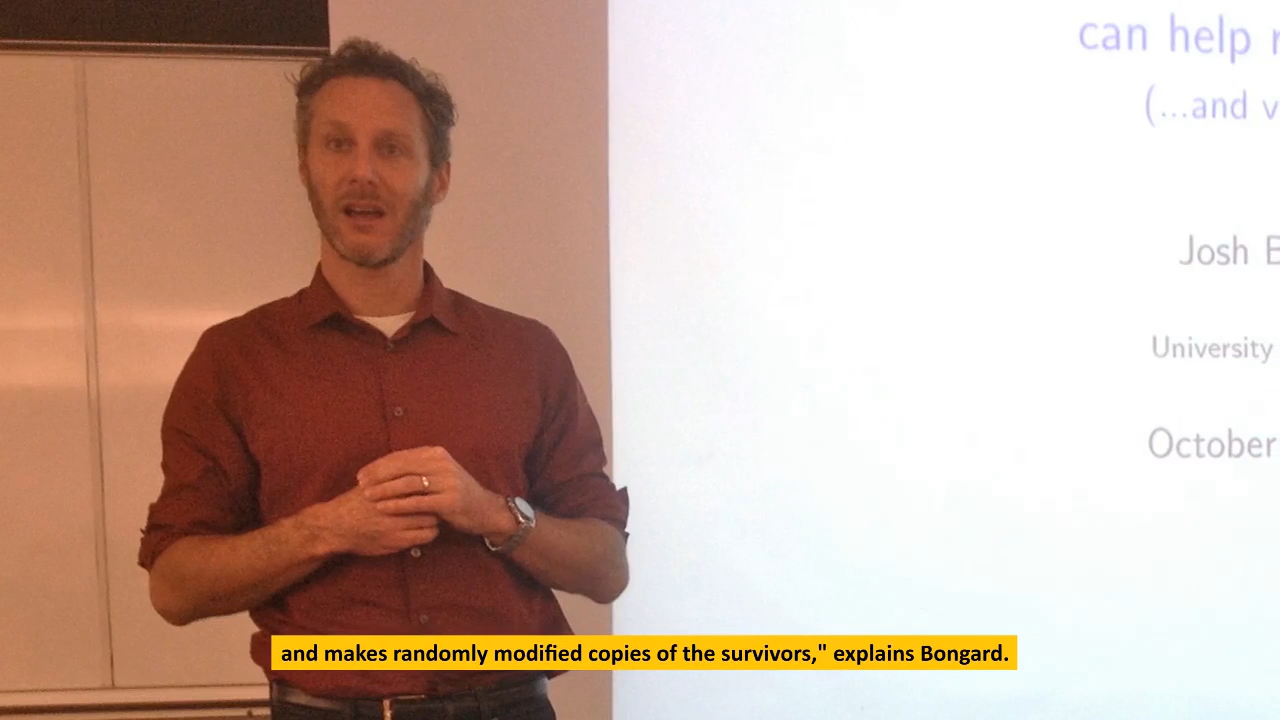 can help
(...and
Josh
University
October
and makes randomly modified copies of the survivors," explains Bongard.